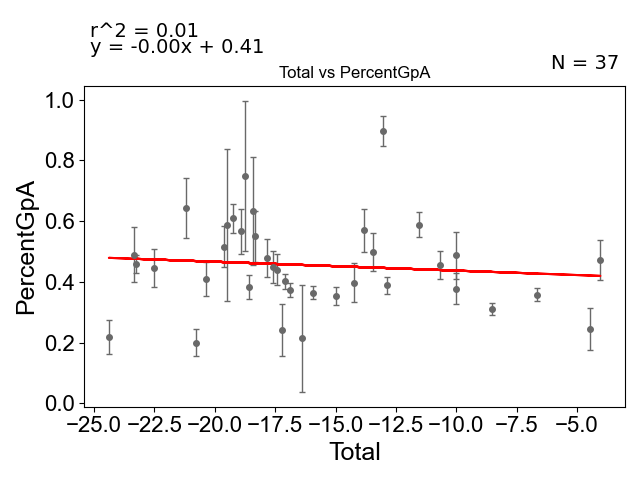 r^2 = 0.01
y = -0.00x + 0.41
N = 37
Total vs PercentGpA
1.0
0.8
0.6
0.4
0.2
0.0
PercentGpA
−25.0 −22.5 −20.0 −17.5 −15.0 −12.5 −10.0 −7.5 −5.0
Total